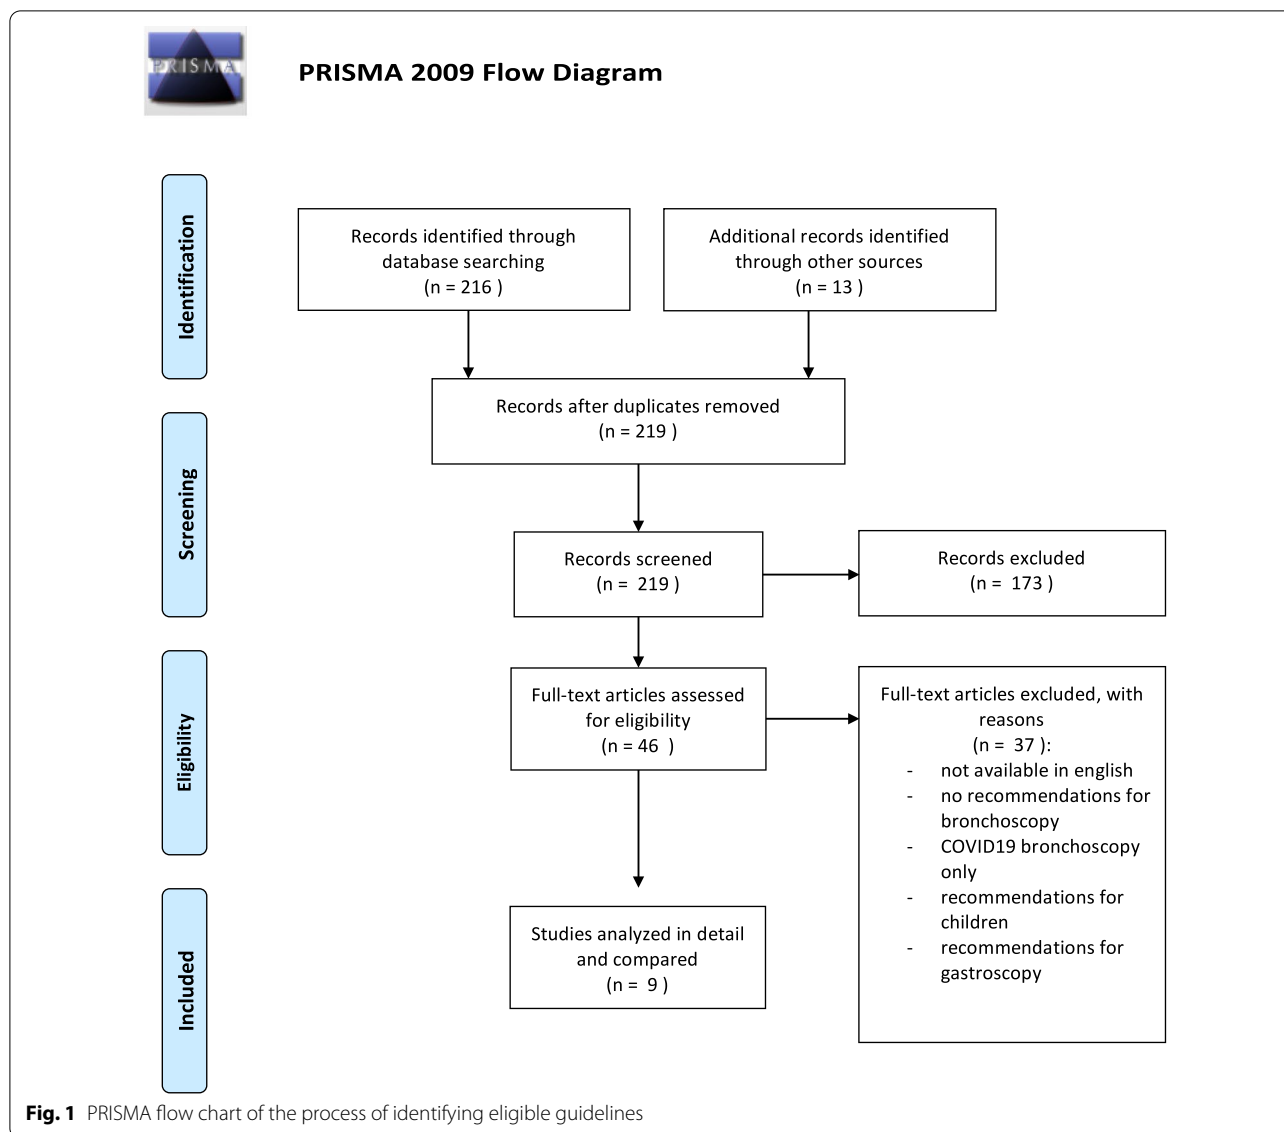 PRISMA
PRISMA 2009 Flow Diagram
Identification
Records identified through
database searching
(n = 216 )
Additional records identified
through other sources
(n = 13 )
Records after duplicates removed
(n = 219 )
Screening
Records screened
(n = 219 )
Records excluded
(n = 173 )
Eligibility
Full-text articles assessed
for eligibility
(n = 46 )
Full-text articles excluded, with
reasons
(n = 37 ):
- not available in english
- no recommendations for
bronchoscopy
- COVID19 bronchoscopy
only
- recommendations for
children
- recommendations for
gastroscopy
Included
Studies analyzed in detail
and compared
(n = 9 )
Fig. 1 PRISMA flow chart of the process of identifying eligible guidelines